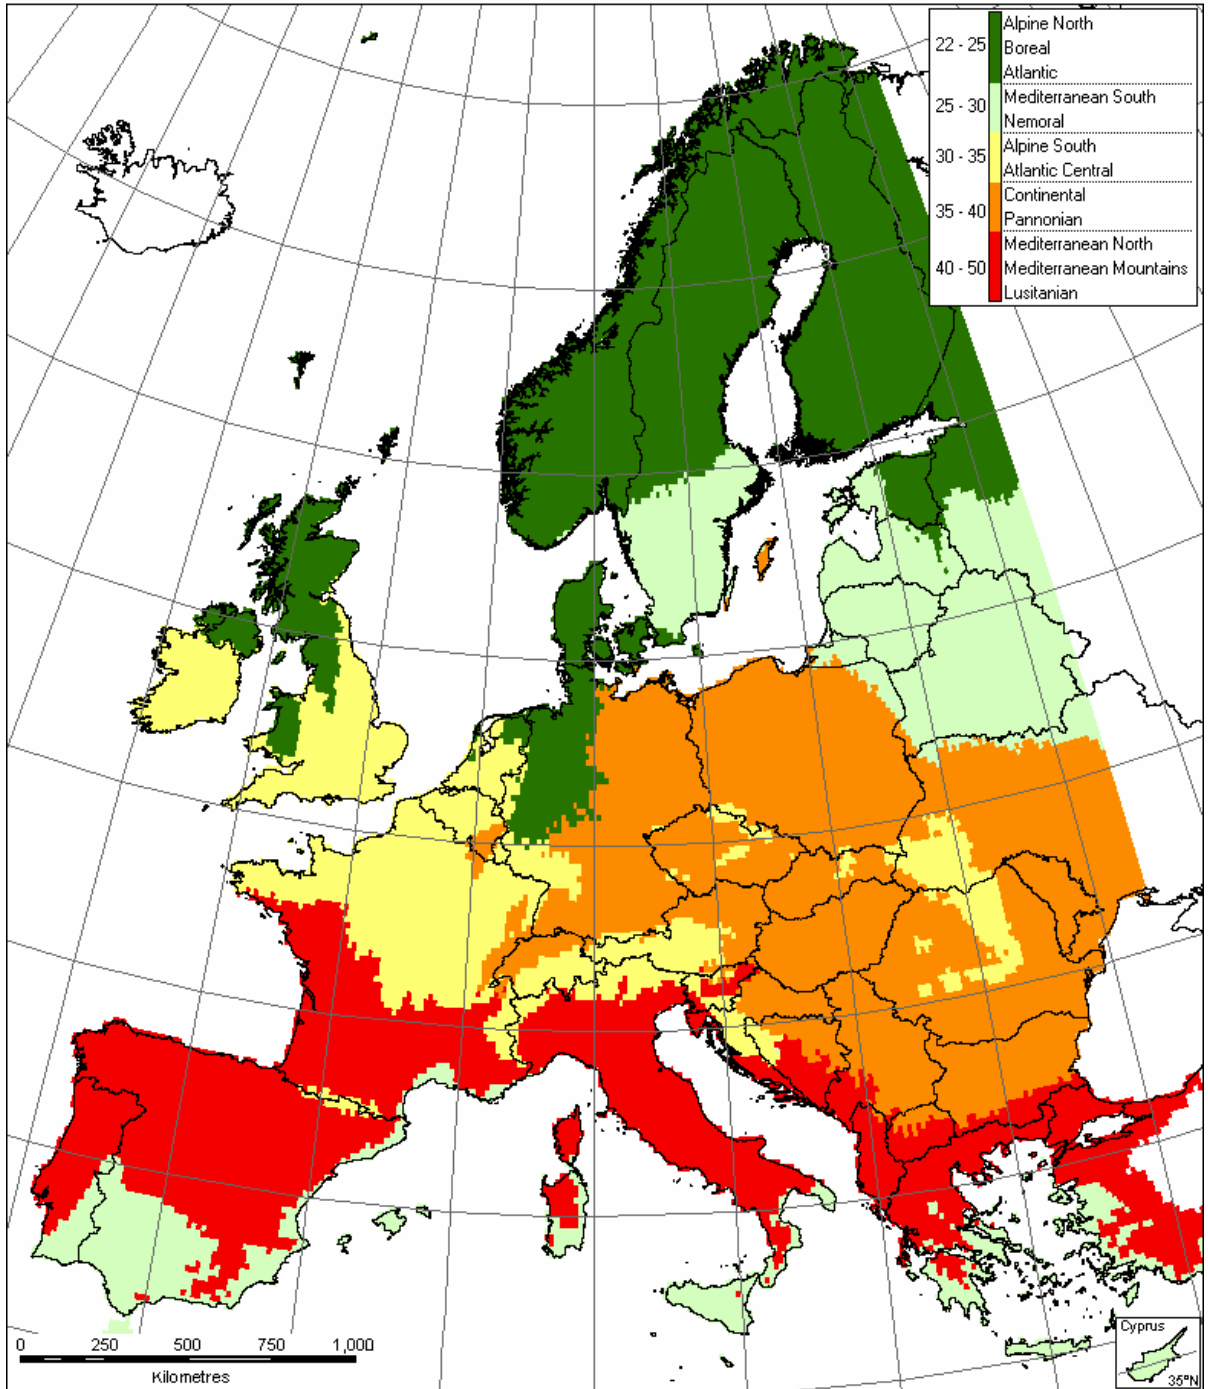 22 - 25
Alpine North
Boreal
Atlantic
25 - 30
Mediterranean South
Nemoral
30 - 35
Alpine South
Atlantic Central
35 - 40
Continental
Pannonian
40 - 50
Mediterranean North
Mediterranean Mountains
Lusitanian
0 250 500 750 1,000
Kilometres
Cyprus
35°N